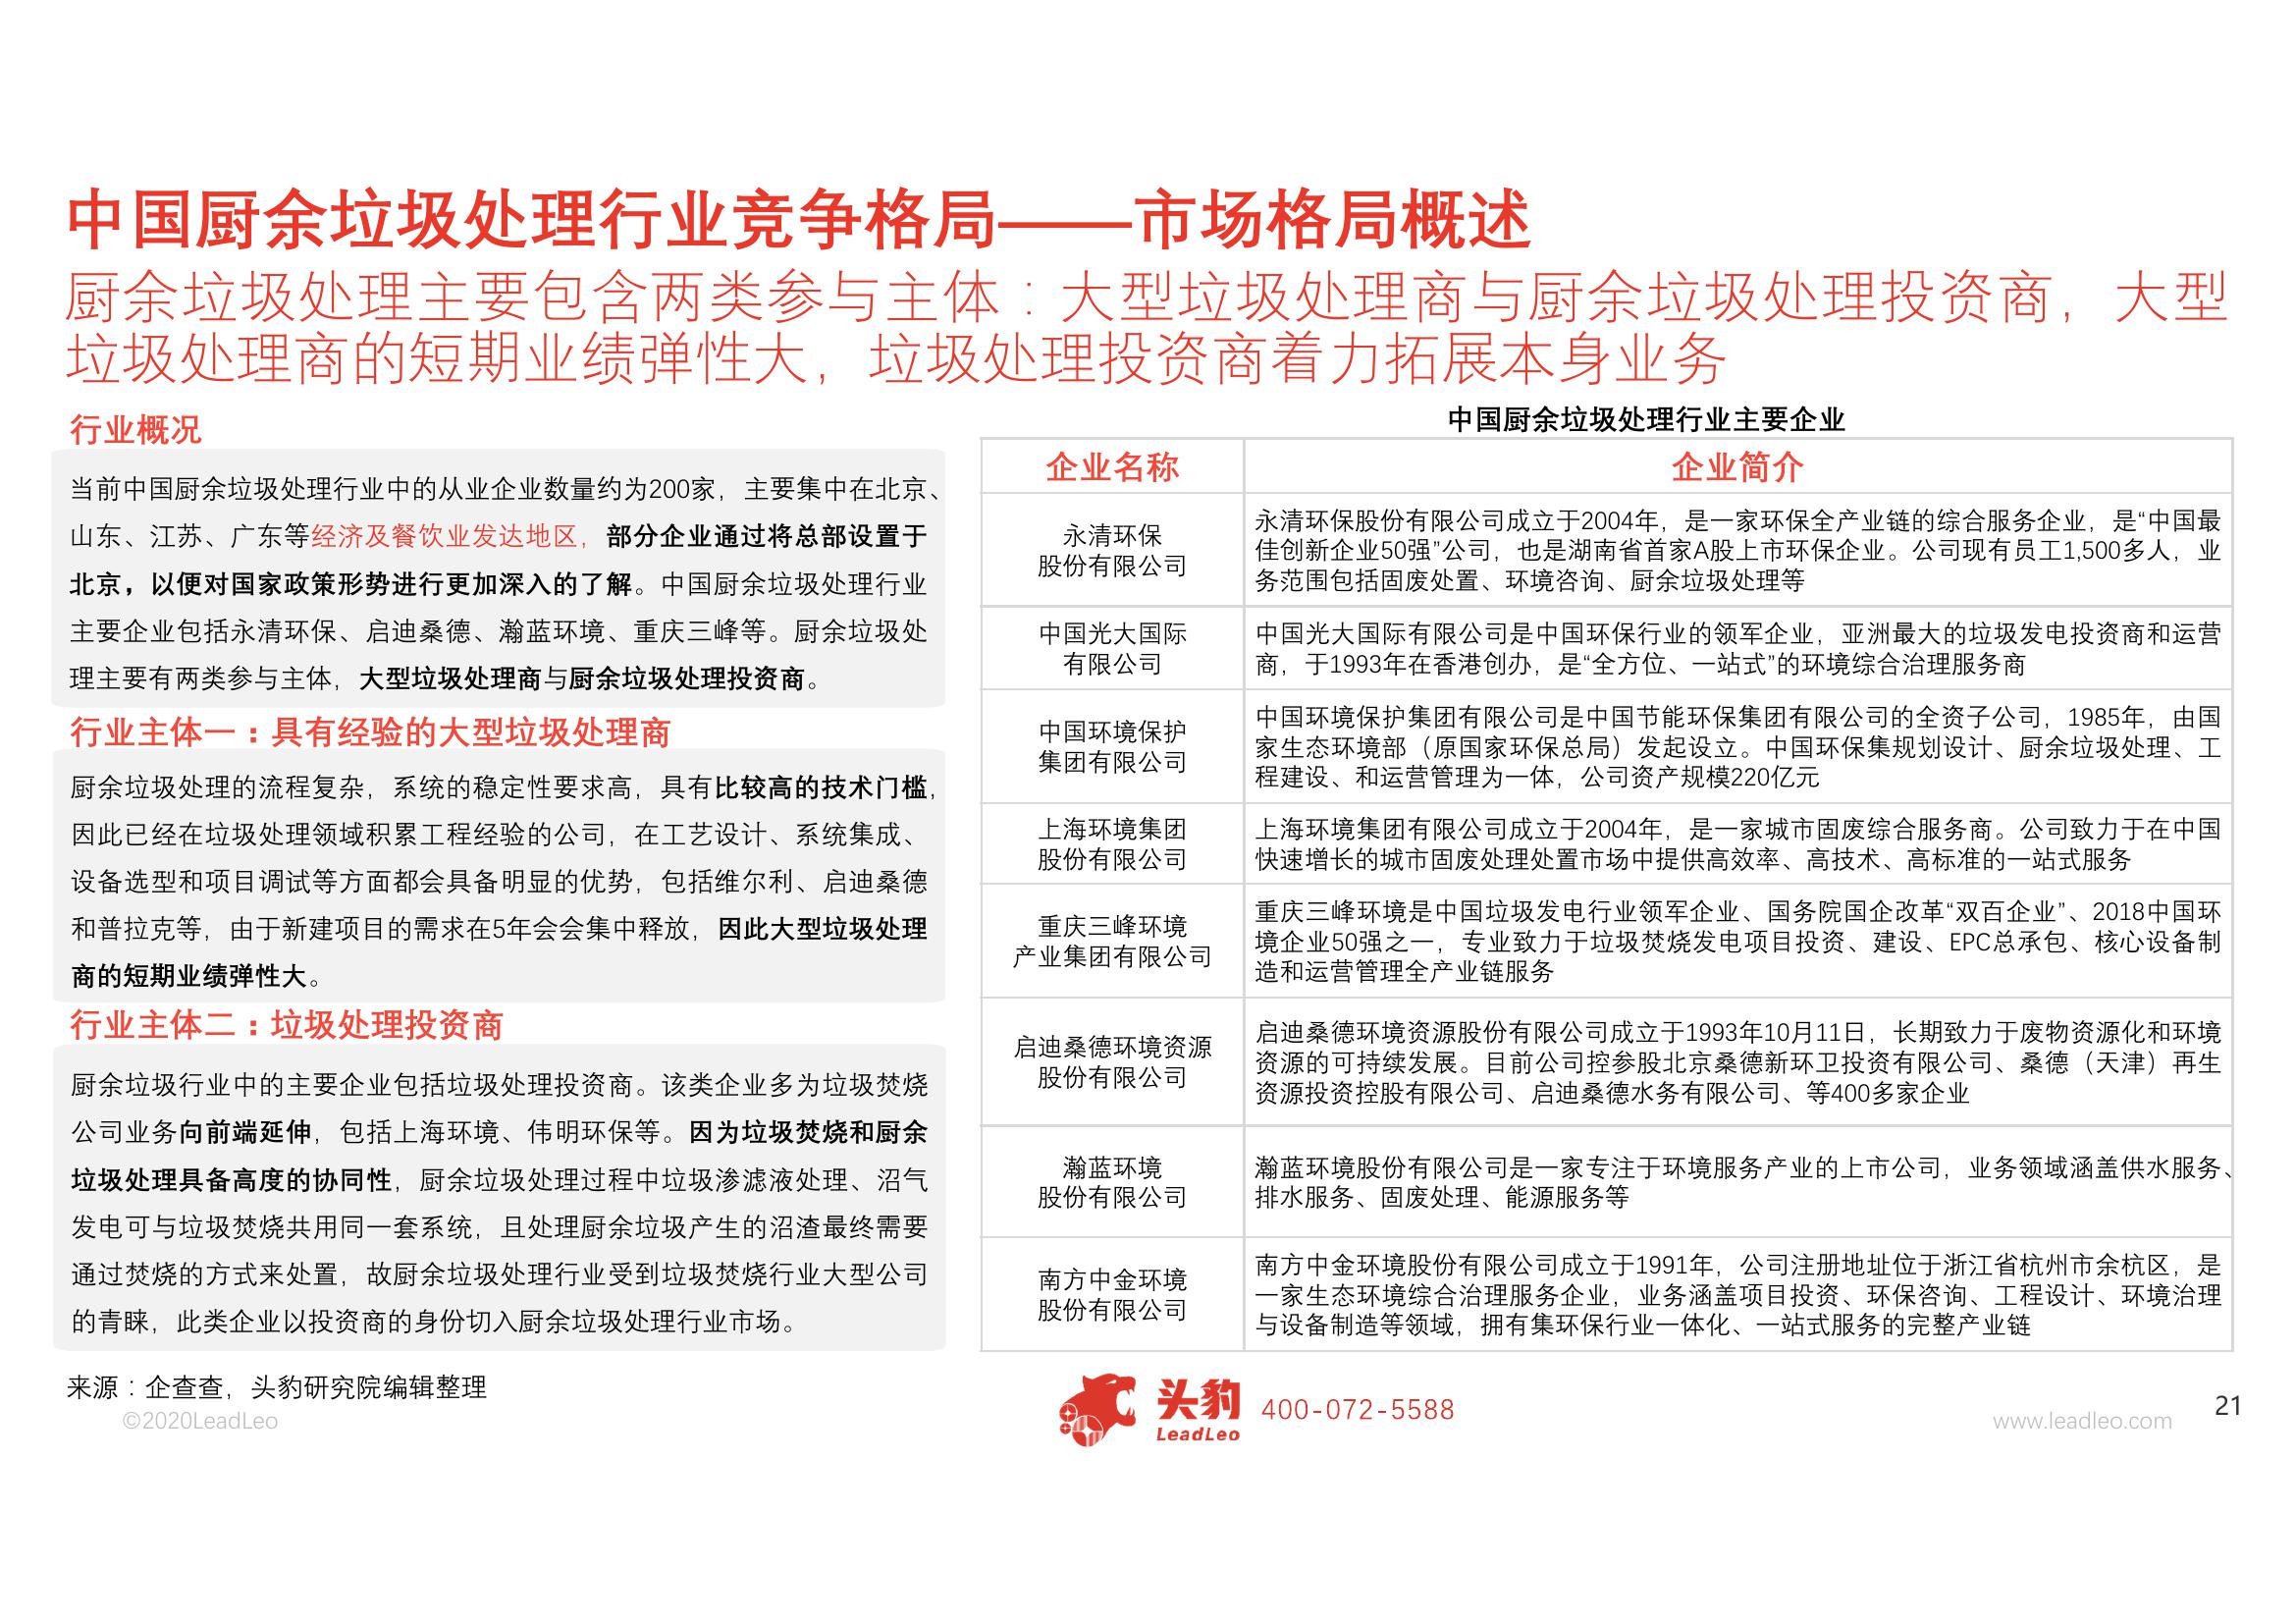 中国厨余垃圾处理行业竞争格局——市场格局概述
厨余垃圾处理主要包含两类参与主体：大型垃圾处理商与厨余垃圾处理投资商，大型
垃圾处理商的短期业绩弹性大，垃圾处理投资商着力拓展本身业务
行业概况
当前中国厨余垃圾处理行业中的从业企业数量约为200家，主要集中在北京、
山东、江苏、广东等经济及餐饮业发达地区，部分企业通过将总部设置于
北京，以便对国家政策形势进行更加深入的了解。中国厨余垃圾处理行业
主要企业包括永清环保、启迪桑德、瀚蓝环境、重庆三峰等。厨余垃圾处
理主要有两类参与主体，大型垃圾处理商与厨余垃圾处理投资商。
行业主体一：具有经验的大型垃圾处理商
厨余垃圾处理的流程复杂，系统的稳定性要求高，具有比较高的技术门槛，
因此已经在垃圾处理领域积累工程经验的公司，在工艺设计、系统集成、
设备选型和项目调试等方面都会具备明显的优势，包括维尔利、启迪桑德
和普拉克等，由于新建项目的需求在5年会会集中释放，因此大型垃圾处理
商的短期业绩弹性大。
行业主体二：垃圾处理投资商
厨余垃圾行业中的主要企业包括垃圾处理投资商。该类企业多为垃圾焚烧
公司业务向前端延伸，包括上海环境、伟明环保等。因为垃圾焚烧和厨余
垃圾处理具备高度的协同性，厨余垃圾处理过程中垃圾渗滤液处理、沼气
发电可与垃圾焚烧共用同一套系统，且处理厨余垃圾产生的沼渣最终需要
通过焚烧的方式来处置，故厨余垃圾处理行业受到垃圾焚烧行业大型公司
的青睐，此类企业以投资商的身份切入厨余垃圾处理行业市场。
中国厨余垃圾处理行业主要企业
企业名称
企业简介
永清环保
股份有限公司
永清环保股份有限公司成立于2004年，是一家环保全产业链的综合服务企业，是“中国最
佳创新企业50强”公司，也是湖南省首家A股上市环保企业。公司现有员工1,500多人，业
务范围包括固废处置、环境咨询、厨余垃圾处理等
中国光大国际
有限公司
中国光大国际有限公司是中国环保行业的领军企业，亚洲最大的垃圾发电投资商和运营
商，于1993年在香港创办，是“全方位、一站式”的环境综合治理服务商
中国环境保护
集团有限公司
中国环境保护集团有限公司是中国节能环保集团有限公司的全资子公司，1985年，由国
家生态环境部（原国家环保总局）发起设立。中国环保集规划设计、厨余垃圾处理、工
程建设、和运营管理为一体，公司资产规模220亿元
上海环境集团
股份有限公司
上海环境集团有限公司成立于2004年，是一家城市固废综合服务商。公司致力于在中国
快速增长的城市固废处理处置市场中提供高效率、高技术、高标准的一站式服务
重庆三峰环境
产业集团有限公司
重庆三峰环境是中国垃圾发电行业领军企业、国务院国企改革“双百企业”、2018中国环
境企业50强之一，专业致力于垃圾焚烧发电项目投资、建设、EPC总承包、核心设备制
造和运营管理全产业链服务
启迪桑德环境资源
股份有限公司
启迪桑德环境资源股份有限公司成立于1993年10月11日，长期致力于废物资源化和环境
资源的可持续发展。目前公司控参股北京桑德新环卫投资有限公司、桑德（天津）再生
资源投资控股有限公司、启迪桑德水务有限公司、等400多家企业
瀚蓝环境
股份有限公司
瀚蓝环境股份有限公司是一家专注于环境服务产业的上市公司，业务领域涵盖供水服务、
排水服务、固废处理、能源服务等
南方中金环境
股份有限公司
南方中金环境股份有限公司成立于1991年，公司注册地址位于浙江省杭州市余杭区，是
一家生态环境综合治理服务企业，业务涵盖项目投资、环保咨询、工程设计、环境治理
与设备制造等领域，拥有集环保行业一体化、一站式服务的完整产业链
来源：企查查，头豹研究院编辑整理
©2020LeadLeo
头豹
LeadLeo
400-072-5588
www.leadleo.com
21